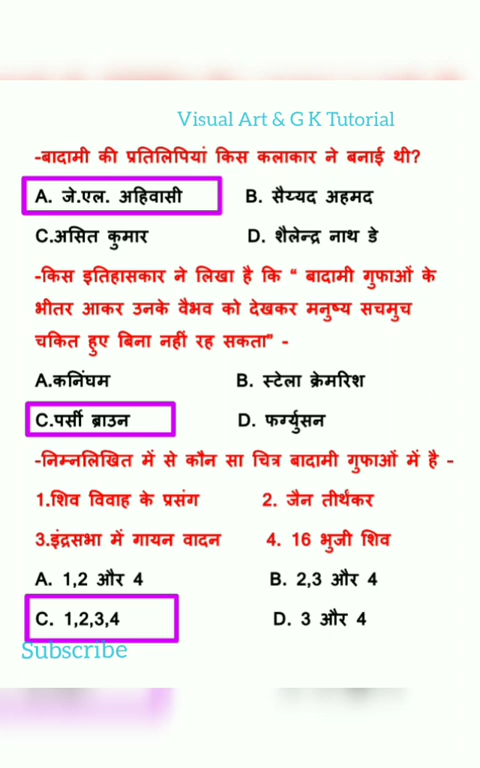 Visual Art & G K Tutorial
-बादामी की प्रतिलिपियां किस कलाकार ने बनाई थी?
A. जे.एल. अहिवासी B. सैय्यद अहमद
C.असित कुमार D. शैलेन्द्र नाथ डे
-किस इतिहासकार ने लिखा है कि “ बादामी गुफाओं के
भीतर आकर उनके वैभव को देखकर मनुष्य सचमुच
चकित हुए बिना नहीं रह सकता” -
A.कनिंघम B. स्टेला क्रेमरिश
C.पर्सी ब्राउन D. फर्ग्युसन
-निम्नलिखित में से कौन सा चित्र बादामी गुफाओं में है -
1.शिव विवाह के प्रसंग 2. जैन तीर्थंकर
3.इंद्रसभा में गायन वादन 4. 16 भुजी शिव
A. 1,2 और 4 B. 2,3 और 4
C. 1,2,3,4 D. 3 और 4
Subscribe